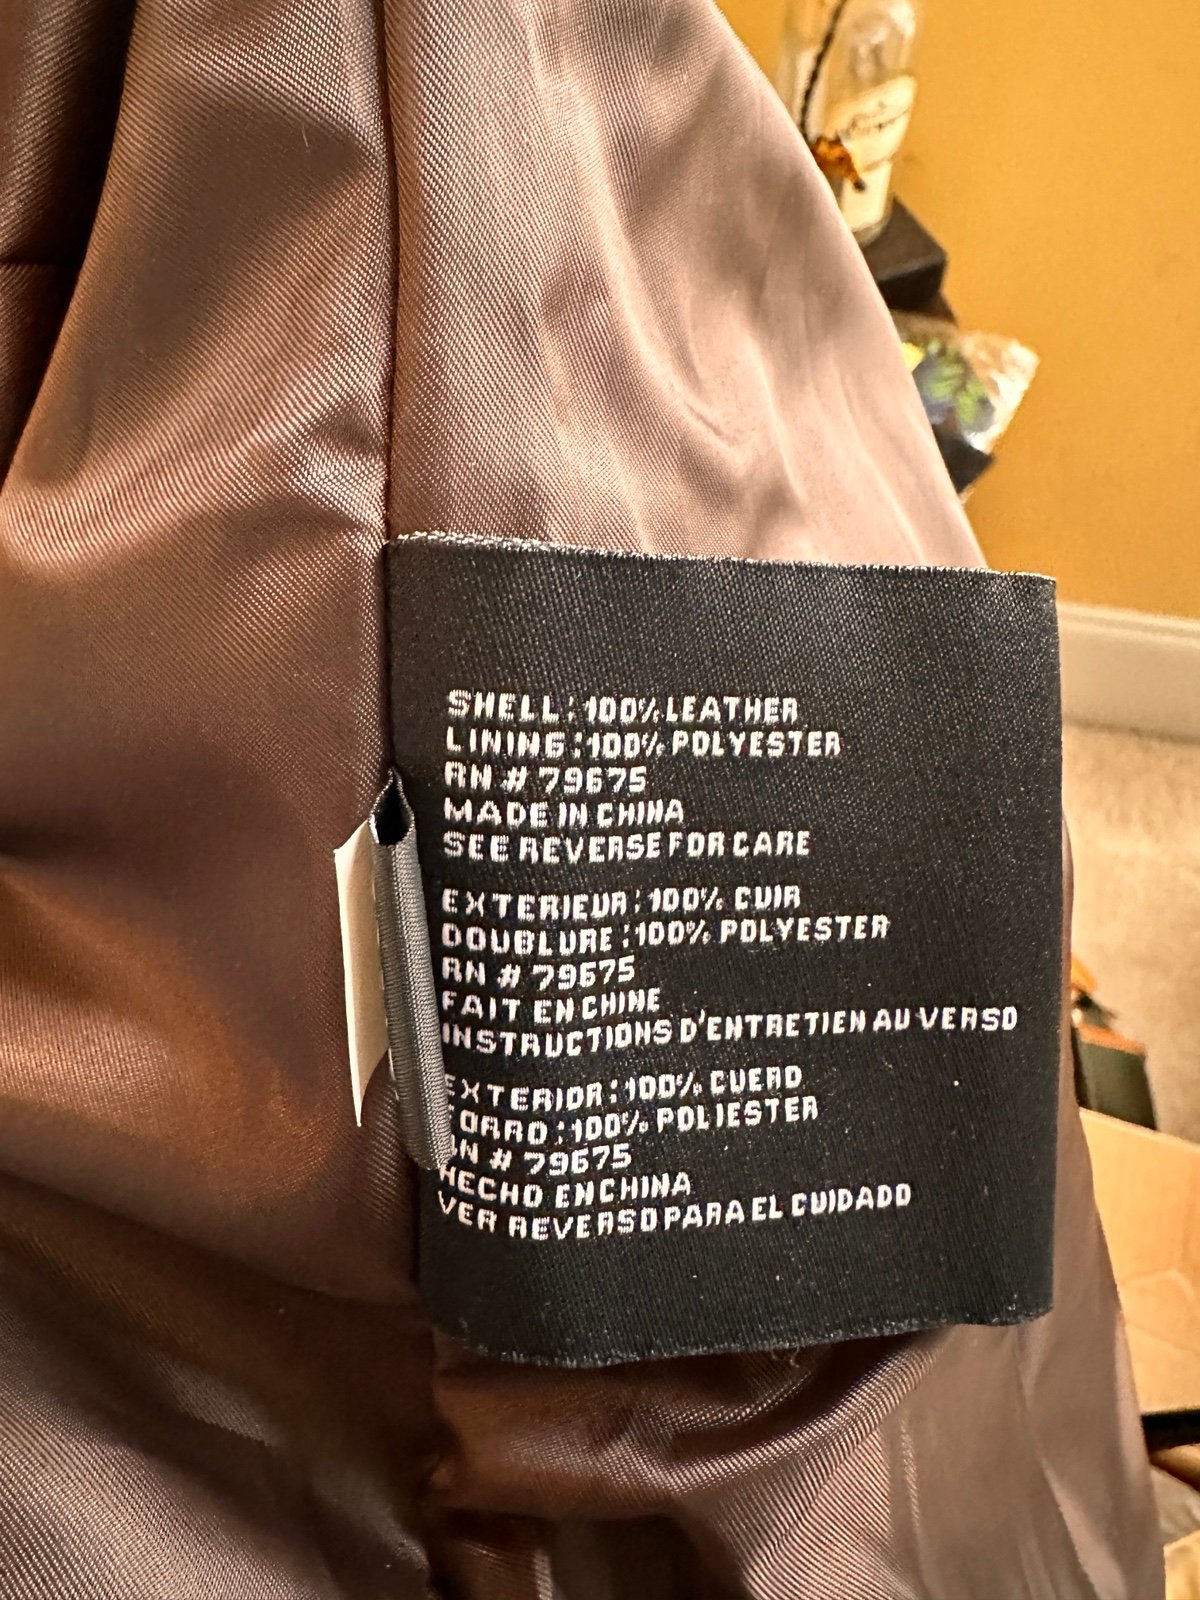 SHELL: 100% LEATHER
LINING: 100% POLYESTER
RN # 79675
MADE IN CHINA
SEE REVERSE FOR CARE
EXTERIEUR: 100% CUIR
DOUBLURE: 100% POLYESTER
RN # 79675
FAIT EN CHINE
INSTRUCTIONS D'ENTRETIEN AU VERSO
EXTERIOR: 100% CUERO
FORRO: 100% POLIESTER
RN # 79675
HECHO EN CHINA
VER REVERSO PARA EL CUIDADO